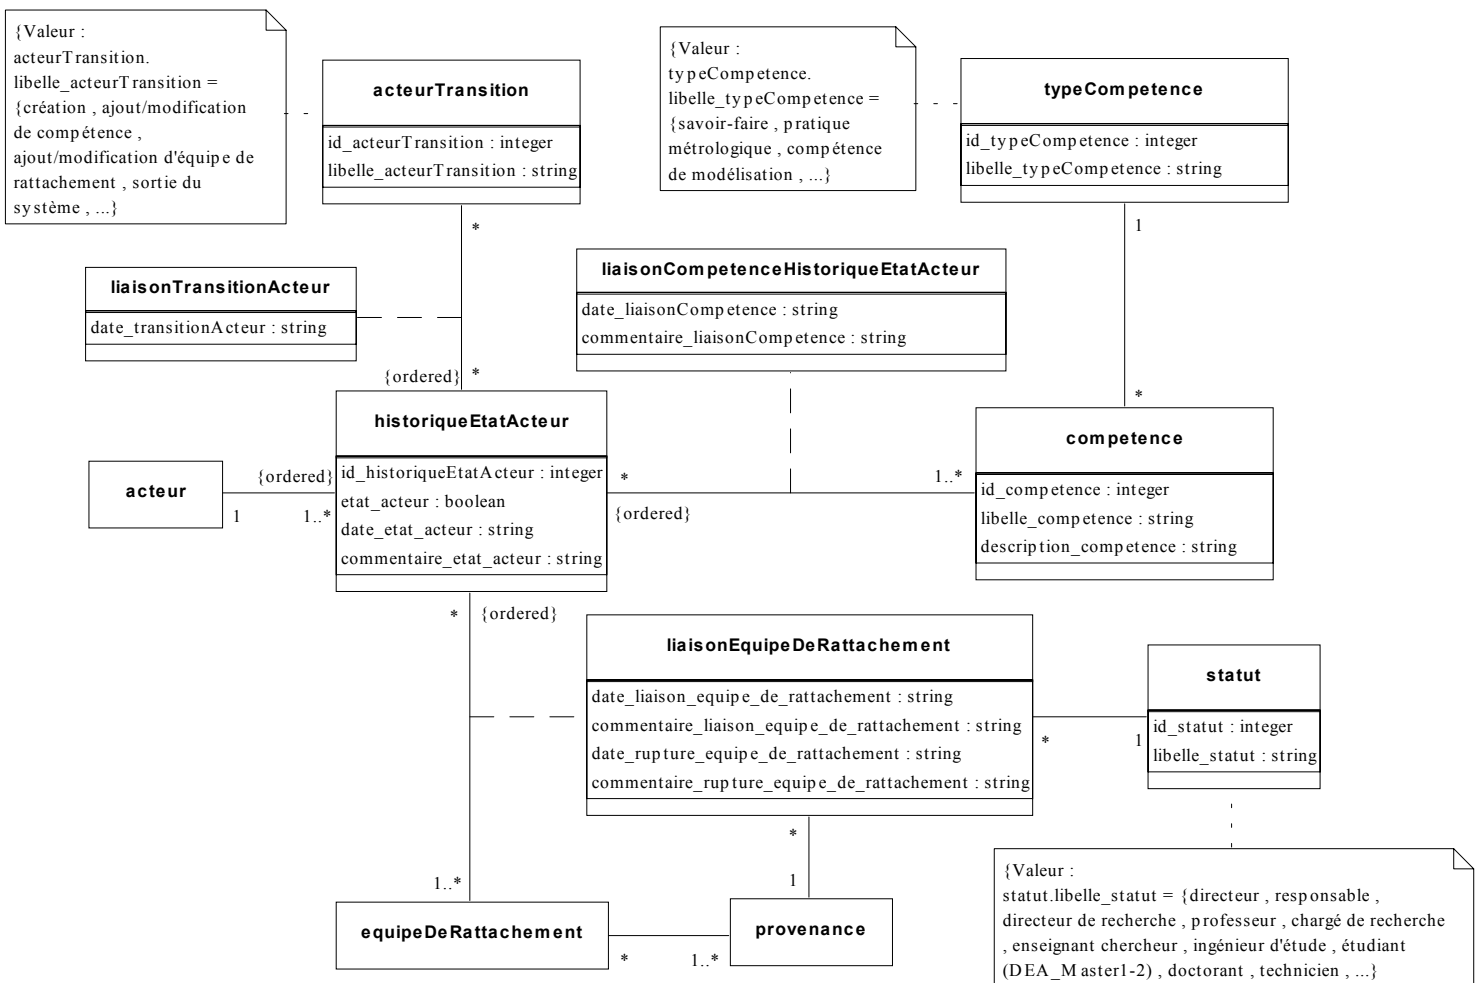 {Valeur :
acteurTransition.
libelle_acteurTransition =
{création , ajout/modification
de compétence ,
ajout/modification d'équipe de
rattachement , sortie du
système , ...}
acteurTransition
id_acteurTransition : integer
libelle_acteurTransition : string
{Valeur :
typeCompetence.
libelle_typeCompetence =
{savoir-faire , pratique
métrologique , compétence
de modélisation , ...}
typeCompetence
id_typeCompetence : integer
libelle_typeCompetence : string
*
1
liaisonTransitionActeur
date_transitionActeur : string
liaisonCompetenceHistoriqueEtatActeur
date_liaisonCompetence : string
commentaire_liaisonCompetence : string
{ordered}
*
*
historiqueEtatActeur
id_historiqueEtatActeur : integer
etat_acteur : boolean
date_etat_acteur : string
commentaire_etat_acteur : string
acteur
{ordered}
1
1..*
*
{ordered}
1..*
competence
id_competence : integer
libelle_competence : string
description_competence : string
*
{ordered}
liaisonEquipeDeRattachement
date_liaison_equipe_de_rattachement : string
commentaire_liaison_equipe_de_rattachement : string
date_rupture_equipe_de_rattachement : string
commentaire_rupture_equipe_de_rattachement : string
*
1
statut
id_statut : integer
libelle_statut : string
*
1
1..*
equipeDeRattachement
*
1..*
provenance
{Valeur :
statut.libelle_statut = {directeur , responsable ,
directeur de recherche , professeur , chargé de recherche
, enseignant chercheur , ingénieur d'étude , étudiant
(DEA_Master1-2) , doctorant , technicien , ...}